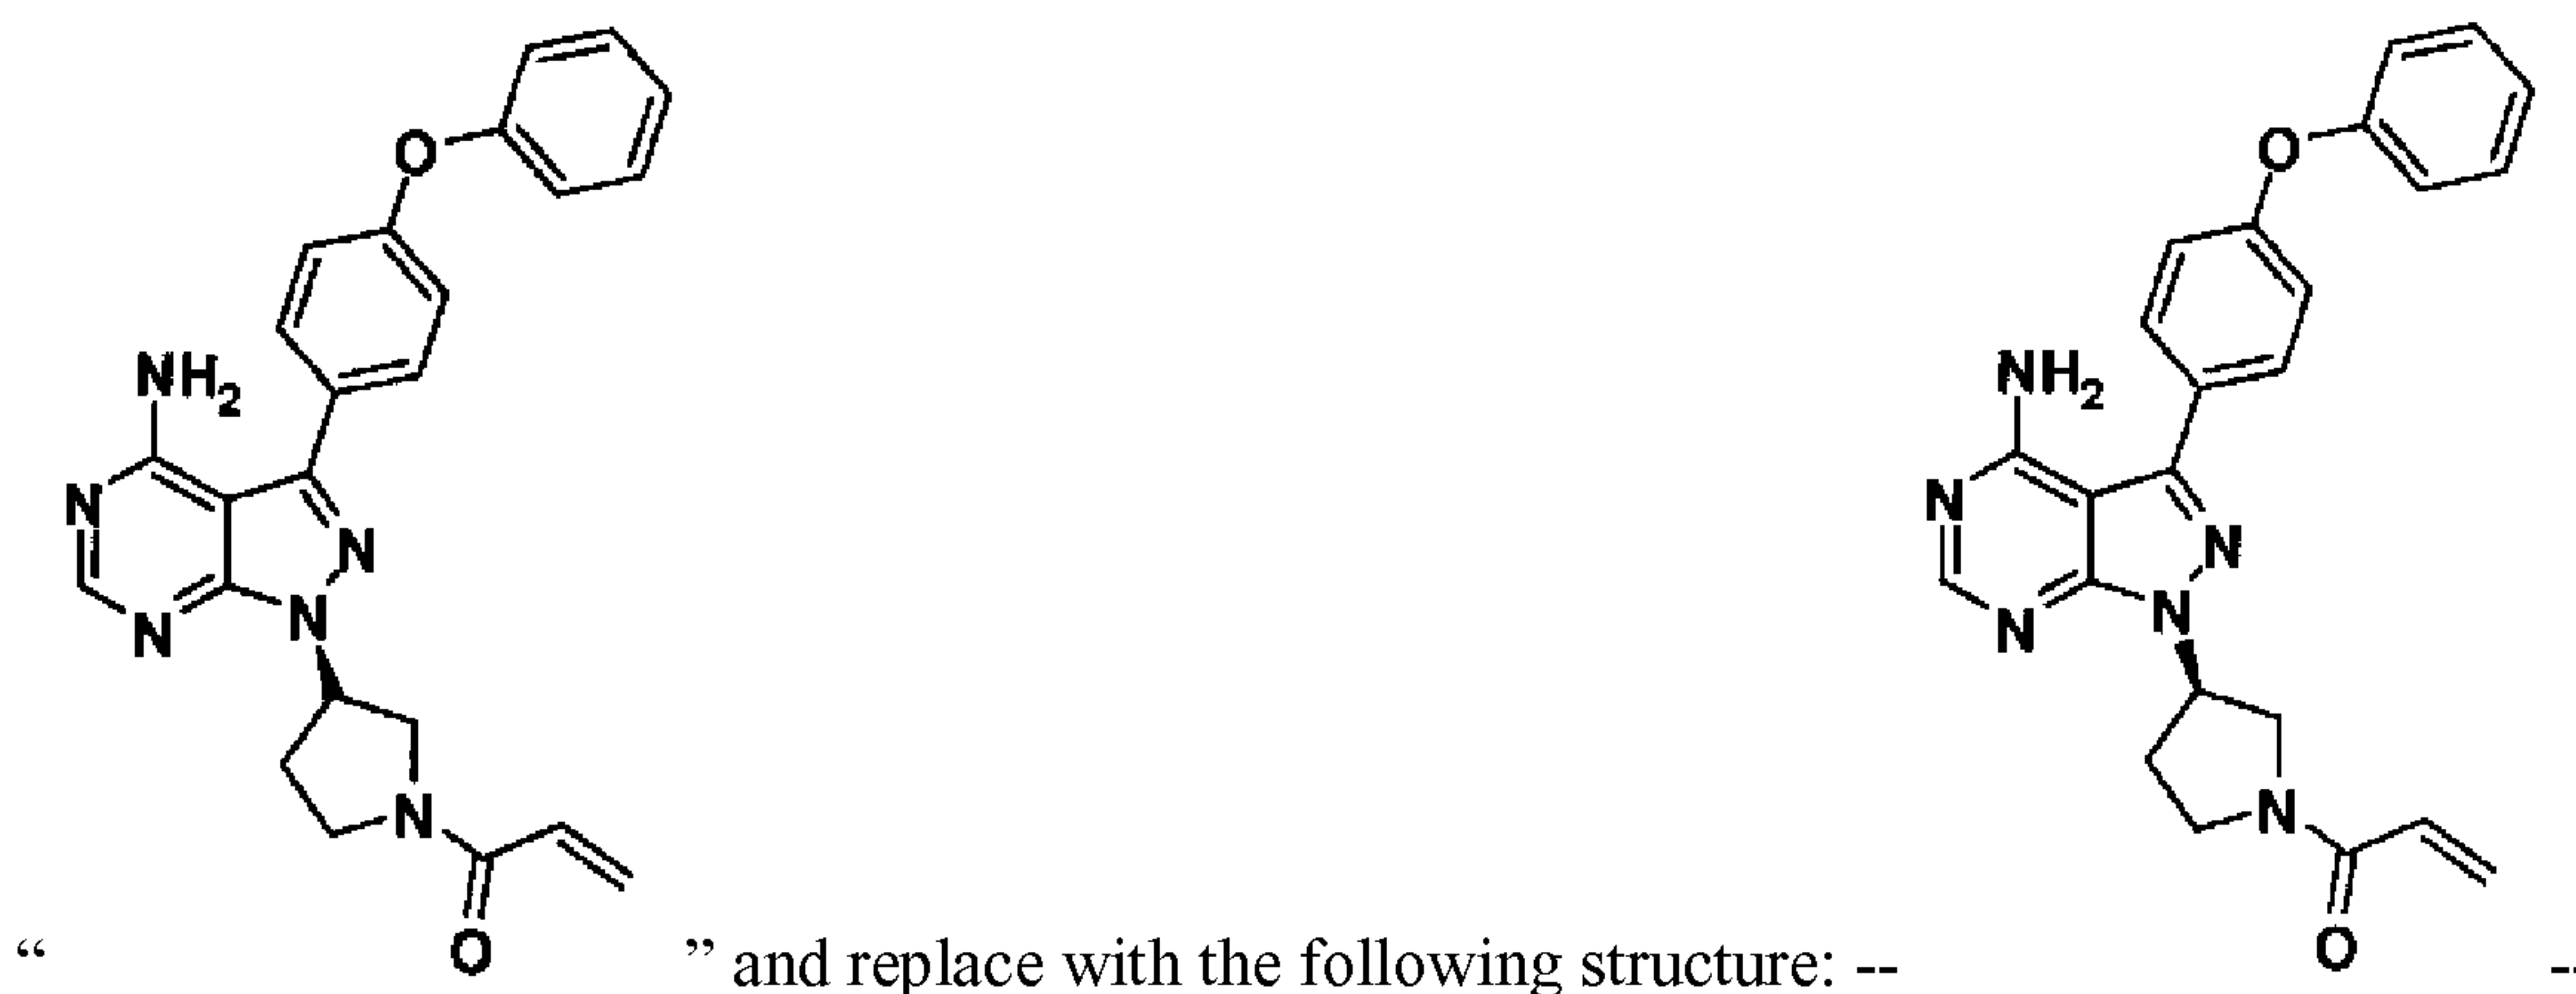 O O
NH2 NH2
N N
N N
N N
N N
N N
“ O ” and replace with the following structure: -- O --